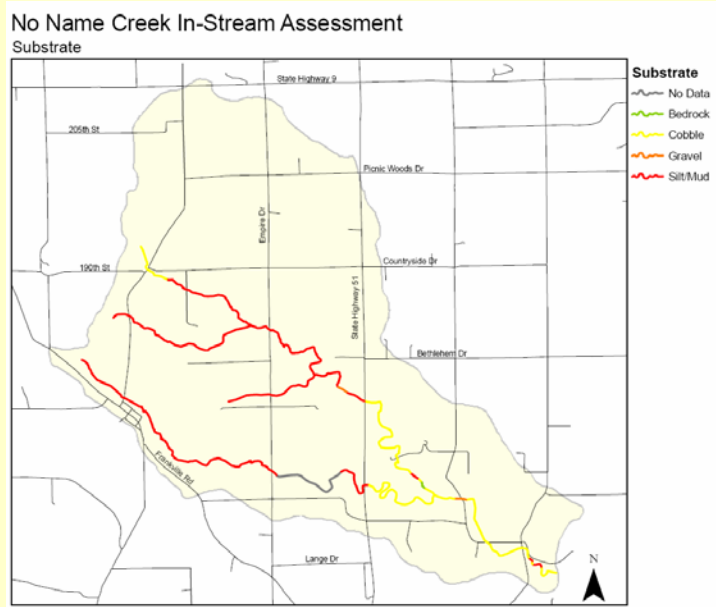 No Name Creek In-Stream Assessment
Substrate
State Highway 9
205th St
Picnic Woods Dr
Empire Dr
190th St
Countryside Dr
State Highway 51
Bethlehem Dr
Frankville Rd
Lange Dr
N
Substrate
No Data
Bedrock
Cobble
Gravel
Silt/Mud